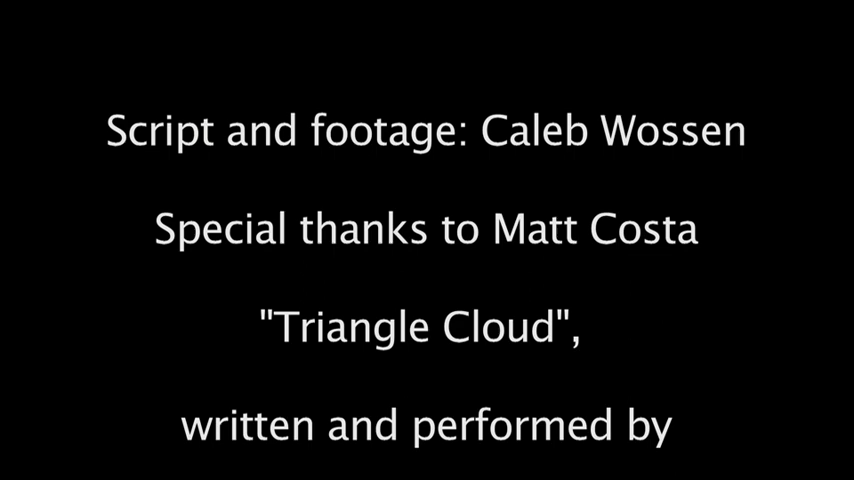 Script and footage: Caleb Wossen
Special thanks to Matt Costa
"Triangle Cloud",
written and performed by